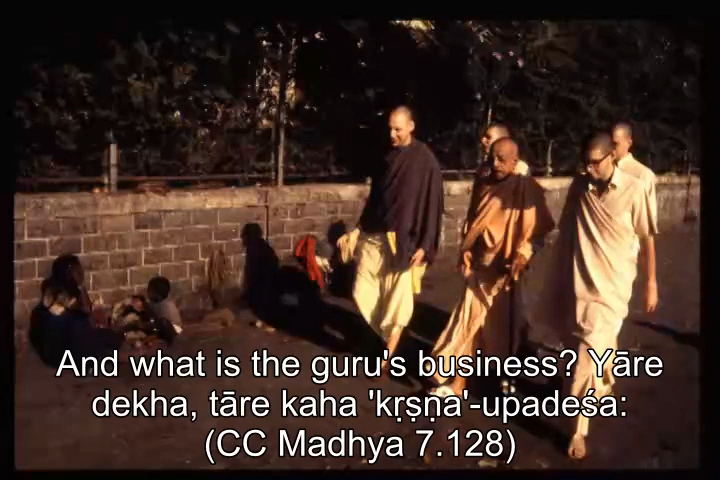 And what is the guru's business? Yāre
dekha, tāre kaha 'kṛṣṇa'-upadeśa:
(CC Madhya 7.128)